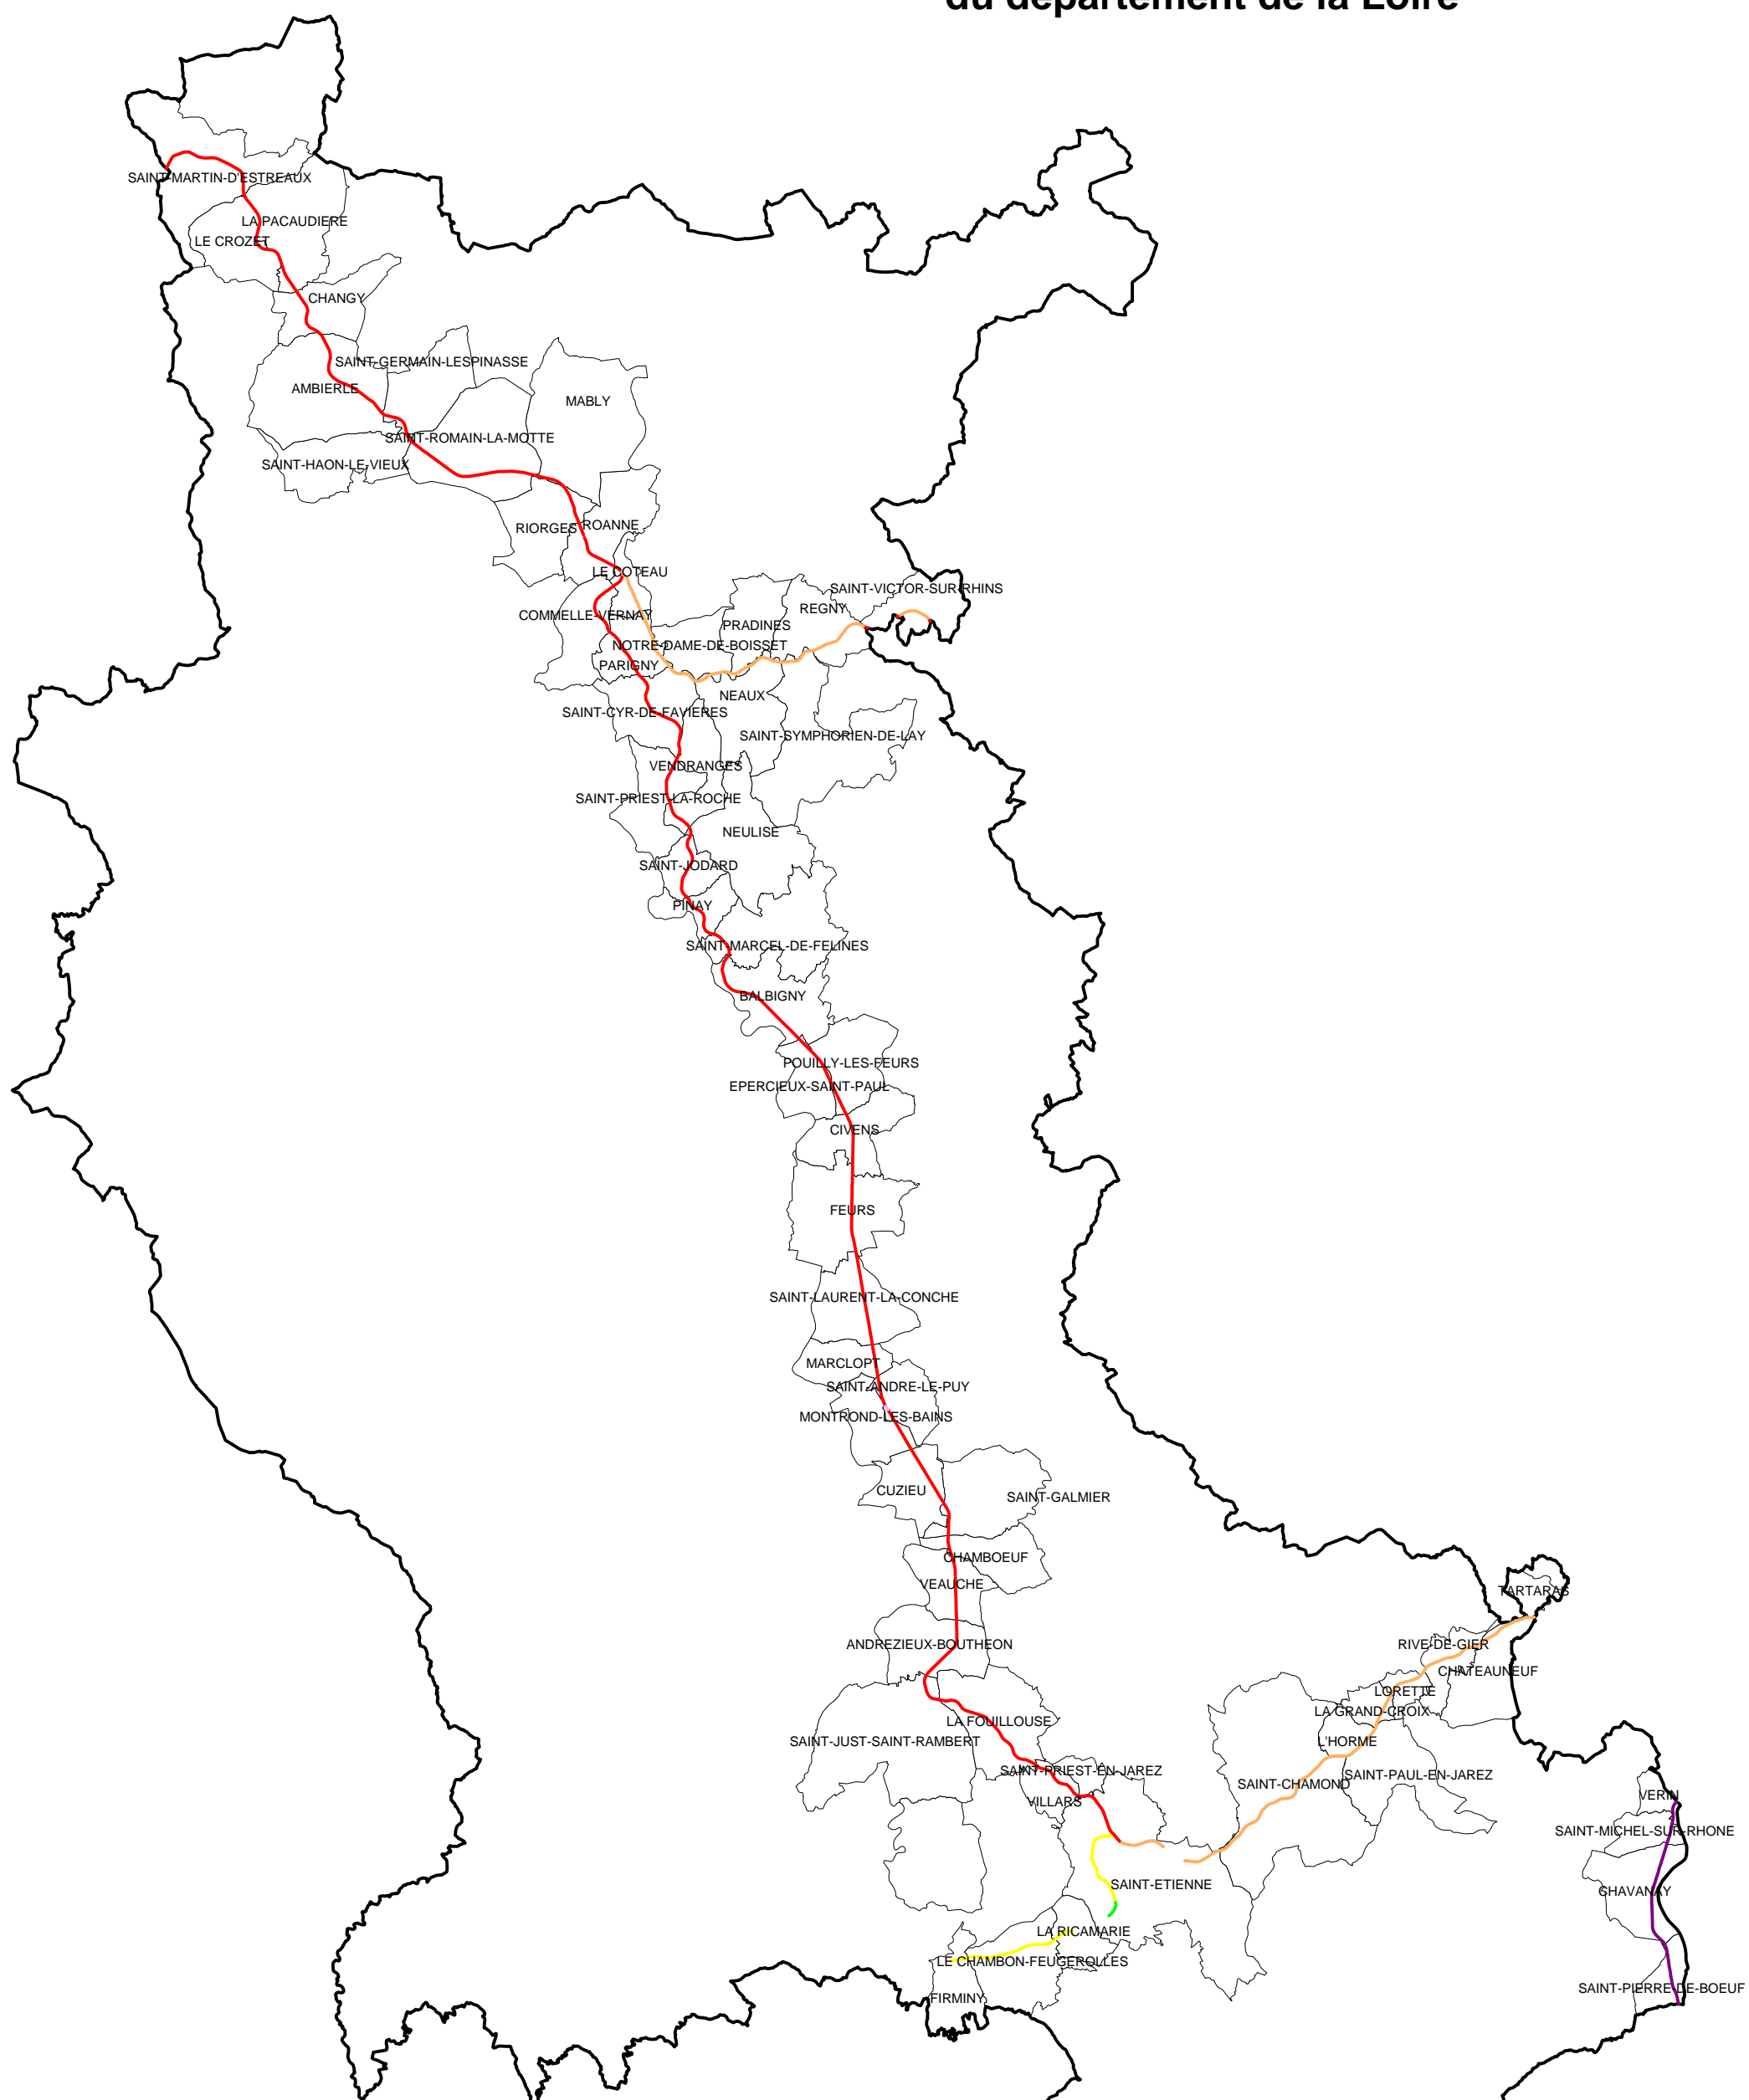 du département de la Loire
SAINT-MARTIN-D'ESTREAUX
LA PACAUDIERE
LE CROZET
CHANGY
SAINT-GERMAIN-LESPINASSE
AMBIERLE
MABLY
SAINT-ROMAIN-LA-MOTTE
SAINT-HAON-LE-VIEUX
RIORGES
ROANNE
LE COTEAU
SAINT-VICTOR-SUR-RHINS
REGNY
COMMELLE-VERNAY
PRADINES
NOTRE-DAME-DE-BOISSET
PARIGNY
NEAUX
SAINT-CYR-DE-FAVIERES
SAINT-SYMPHORIEN-DE-LAY
VENDRANGES
SAINT-PRIEST-LA-ROCHE
NEULISE
SAINT-JODARD
PINAY
SAINT-MARCEL-DE-FELINES
BALBIGNY
POUILLY-LES-FEURS
EPERCIEUX-SAINT-PAUL
CIVENS
FEURS
SAINT-LAURENT-LA-CONCHE
MARCLOPT
SAINT-ANDRE-LE-PUY
MONTROND-LES-BAINS
CUZIEU
SAINT-GALMIER
CHAMBOEUF
VEAUCHE
TARTARAS
ANDREZIEUX-BOUTHEON
RIVE-DE-GIER
CHATEAUNEUF
LORETTE
LA GRAND-CROIX
LA FOUILLOUSE
SAINT-JUST-SAINT-RAMBERT
L'HORME
SAINT-PRIEST-EN-JAREZ
SAINT-PAUL-EN-JAREZ
SAINT-CHAMOND
VERIN
VILLARS
SAINT-MICHEL-SUR-RHONE
SAINT-ETIENNE
CHAVANAY
LA RICAMARIE
LE CHAMBON-FEUGEROLLES
SAINT-PIERRE-DE-BOEUF
FIRMINY